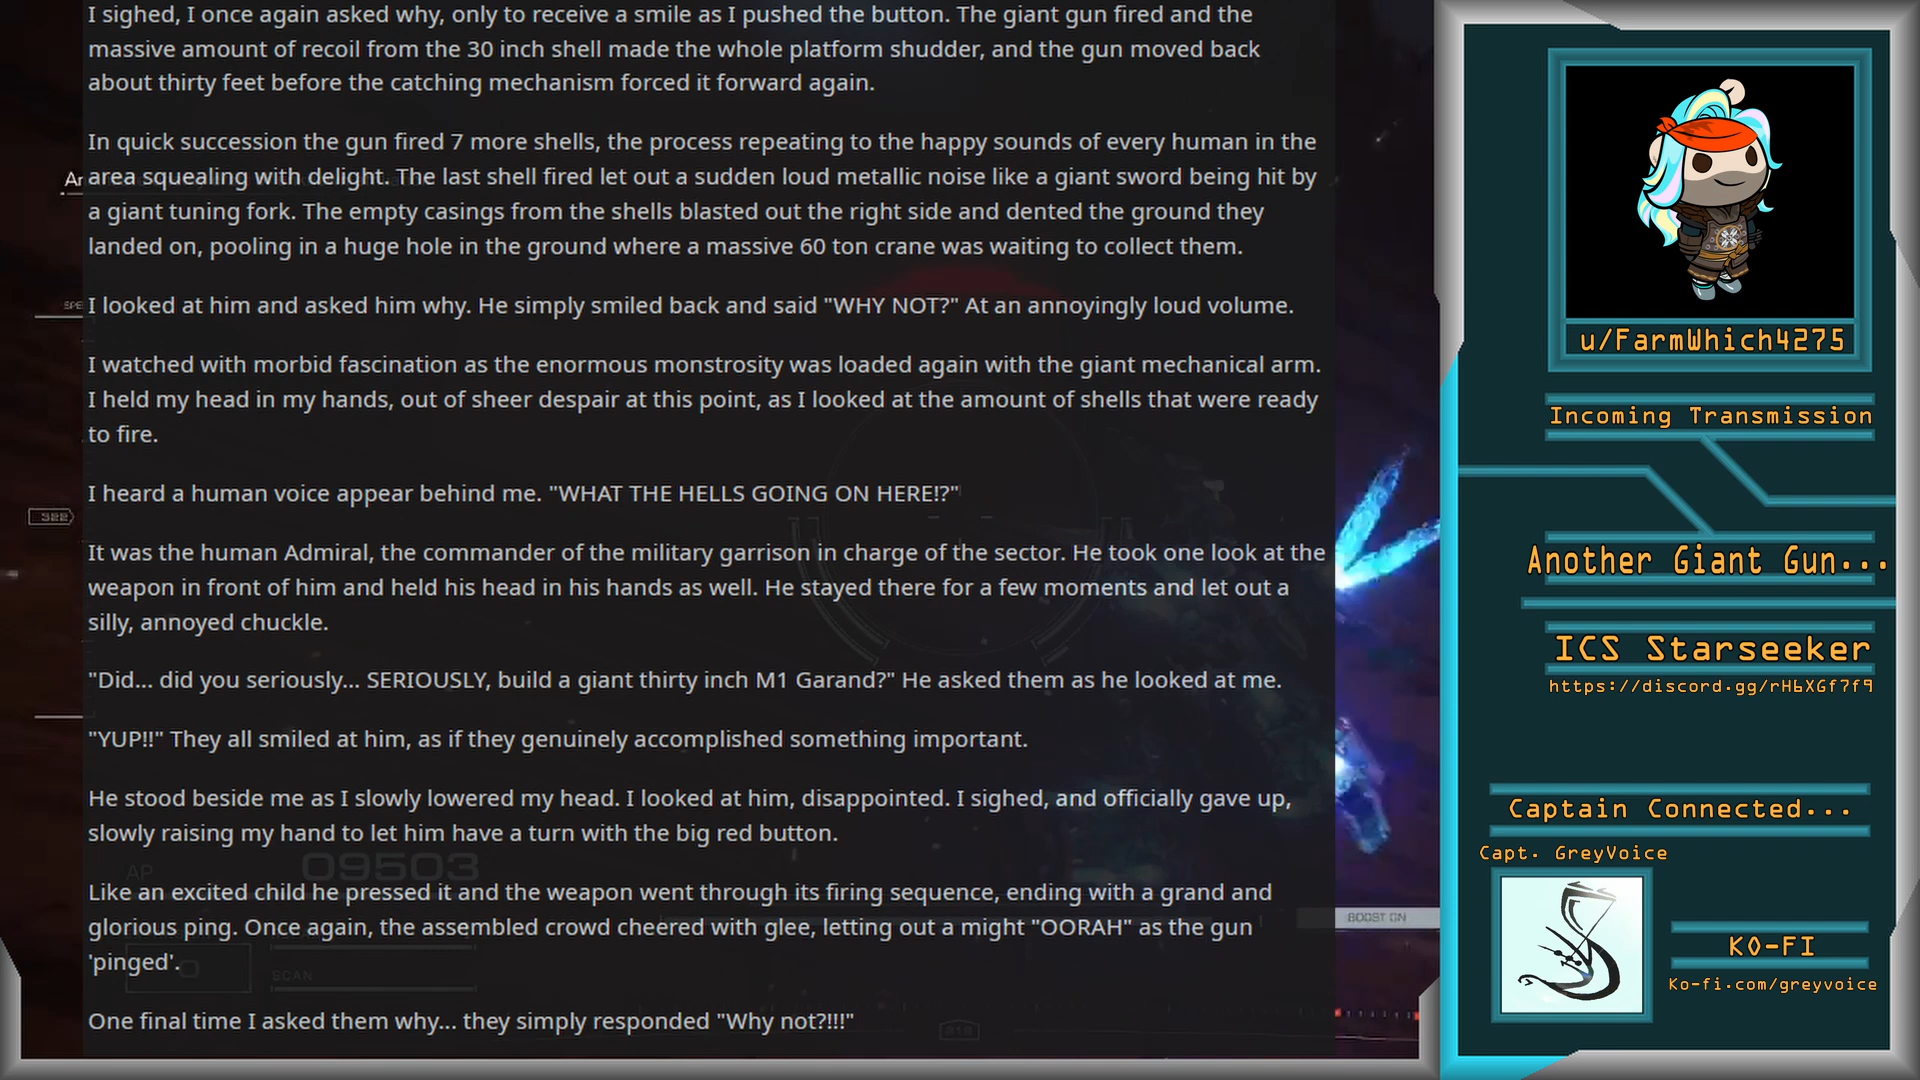 I sighed, I once again asked why, only to receive a smile as I pushed the button. The giant gun fired and the
massive amount of recoil from the 30 inch shell made the whole platform shudder, and the gun moved back
about thirty feet before the catching mechanism forced it forward again.
In quick succession the gun fired 7 more shells, the process repeating to the happy sounds of every human in the
area squealing with delight. The last shell fired let out a sudden loud metallic noise like a giant sword being hit by
a giant tuning fork. The empty casings from the shells blasted out the right side and dented the ground they
landed on, pooling in a huge hole in the ground where a massive 60 ton crane was waiting to collect them.
I looked at him and asked him why. He simply smiled back and said "WHY NOT?" At an annoyingly loud volume.
I watched with morbid fascination as the enormous monstrosity was loaded again with the giant mechanical arm.
I held my head in my hands, out of sheer despair at this point, as I looked at the amount of shells that were ready
to fire.
I heard a human voice appear behind me. "WHAT THE HELLS GOING ON HERE!?"
It was the human Admiral, the commander of the military garrison in charge of the sector. He took one look at the
weapon in front of him and held his head in his hands as well. He stayed there for a few moments and let out a
silly, annoyed chuckle.
"Did... did you seriously... SERIOUSLY, build a giant thirty inch M1 Garand?" He asked them as he looked at me.
"YUP!!" They all smiled at him, as if they genuinely accomplished something important.
He stood beside me as I slowly lowered my head. I looked at him, disappointed. I sighed, and officially gave up,
slowly raising my hand to let him have a turn with the big red button.
Like an excited child he pressed it and the weapon went through its firing sequence, ending with a grand and
glorious ping. Once again, the assembled crowd cheered with glee, letting out a might "OORAH" as the gun
'pinged'.
One final time I asked them why... they simply responded "Why not?!!!"
Ar
SPE
322
AP
09503
SCAN
218
BOOST ON
u/FarmWhich4275
Incoming Transmission
Another Giant Gun...
ICS Starseeker
https://discord.gg/rH6XGf7f9
Captain Connected...
Capt. GreyVoice
KO-FI
Ko-fi.com/greyvoice